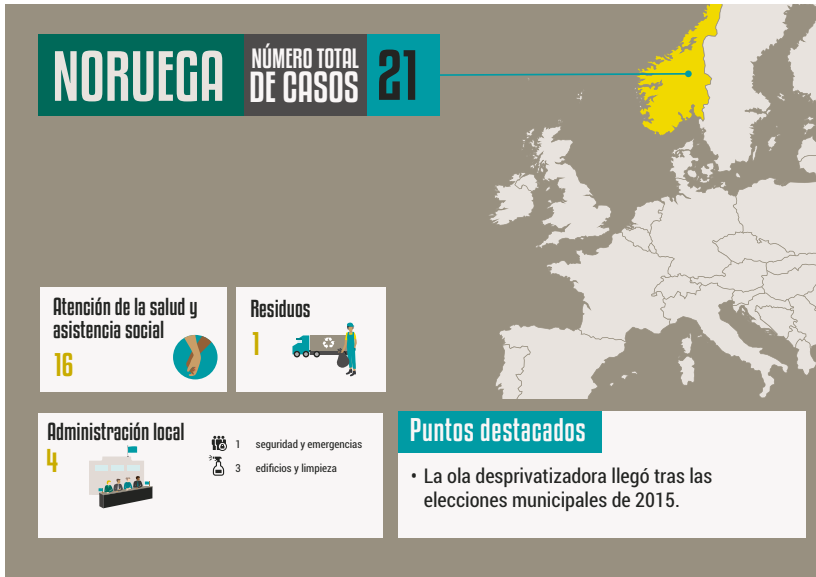 NORUEGA
NÚMERO TOTAL
DE CASOS
21
Atención de la salud y
asistencia social
16
Residuos
1
Administración local
4
1 seguridad y emergencias
3 edificios y limpieza
Puntos destacados
• La ola desprivatizadora llegó tras las
elecciones municipales de 2015.